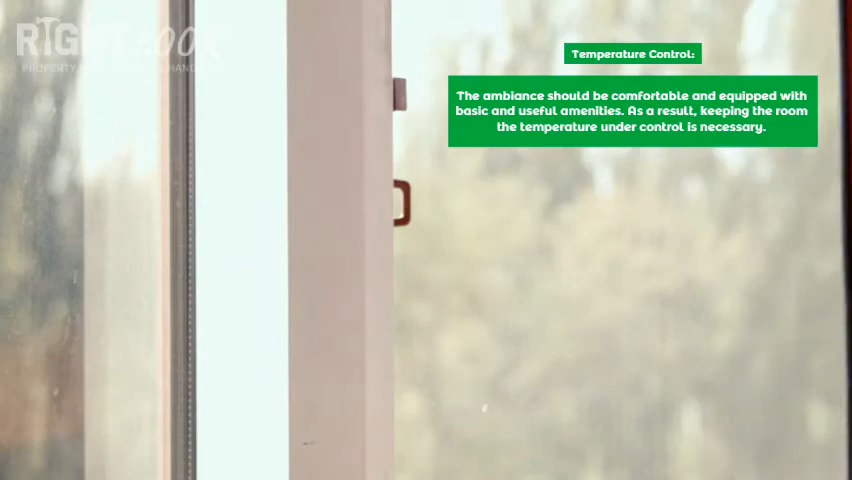 Temperature Control:
The ambiance should be comfortable and equipped with
basic and useful amenities. As a result, keeping the room
the temperature under control is necessary.